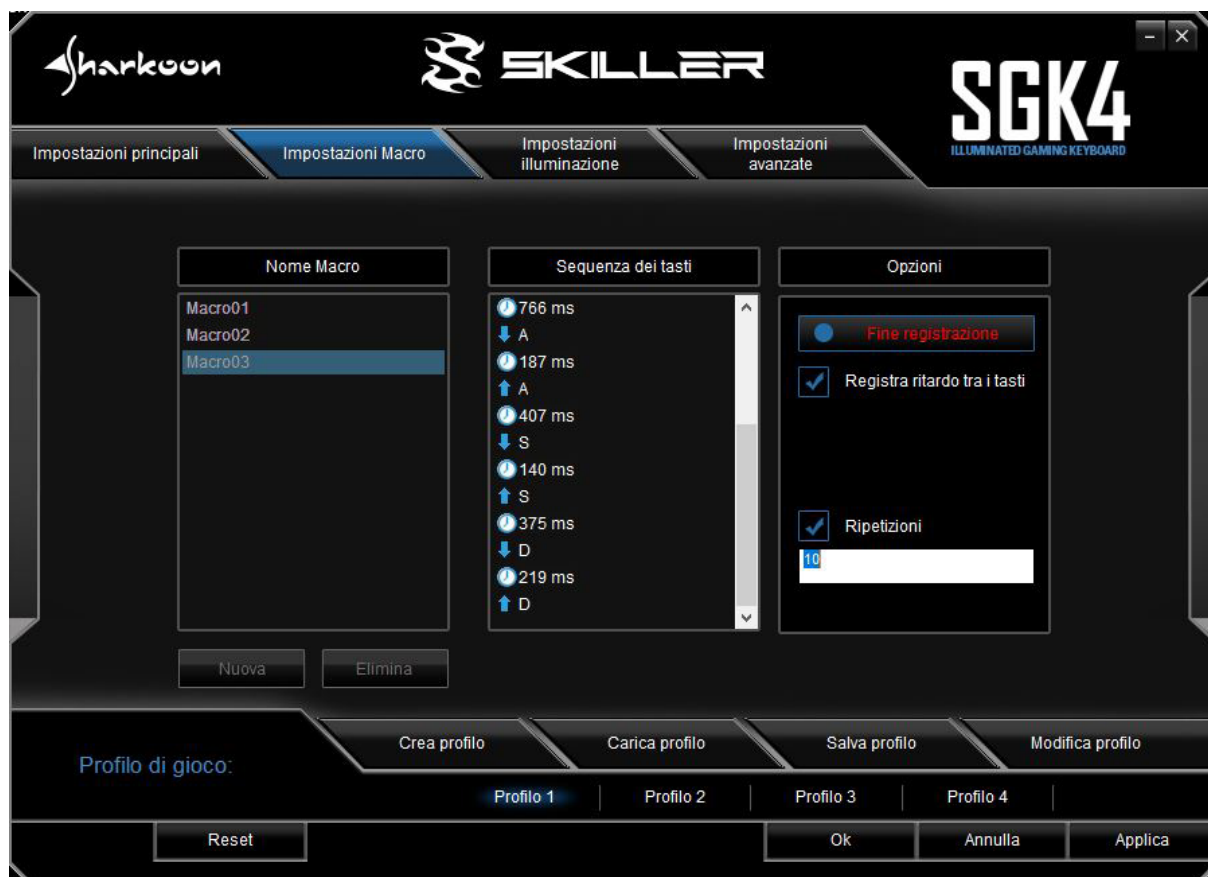 Sharkoon
SKILLER
SGK4
ILLUMINATED GAMING KEYBOARD
Impostazioni principali
Impostazioni Macro
Impostazioni
illuminazione
Impostazioni
avanzate
Nome Macro
Macro01
Macro02
Macro03
Nuova
Elimina
Sequenza dei tasti
766 ms
A
187 ms
A
407 ms
S
140 ms
S
375 ms
D
219 ms
D
Opzioni
Fine registrazione
Registra ritardo tra i tasti
Ripetizioni
10
Profilo di gioco:
Crea profilo
Carica profilo
Salva profilo
Modifica profilo
Profilo 1
Profilo 2
Profilo 3
Profilo 4
Reset
Ok
Annulla
Applica